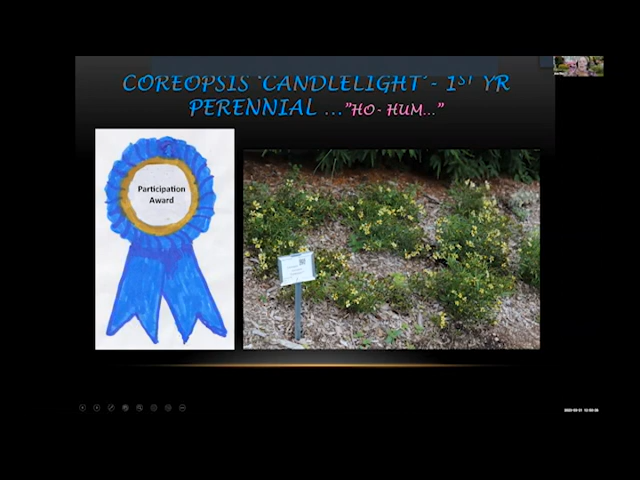 COREOPSIS 'CANDLELIGHT' - 1ST YR
PERENNIAL ..."HO- HUM..."
Participation
Award